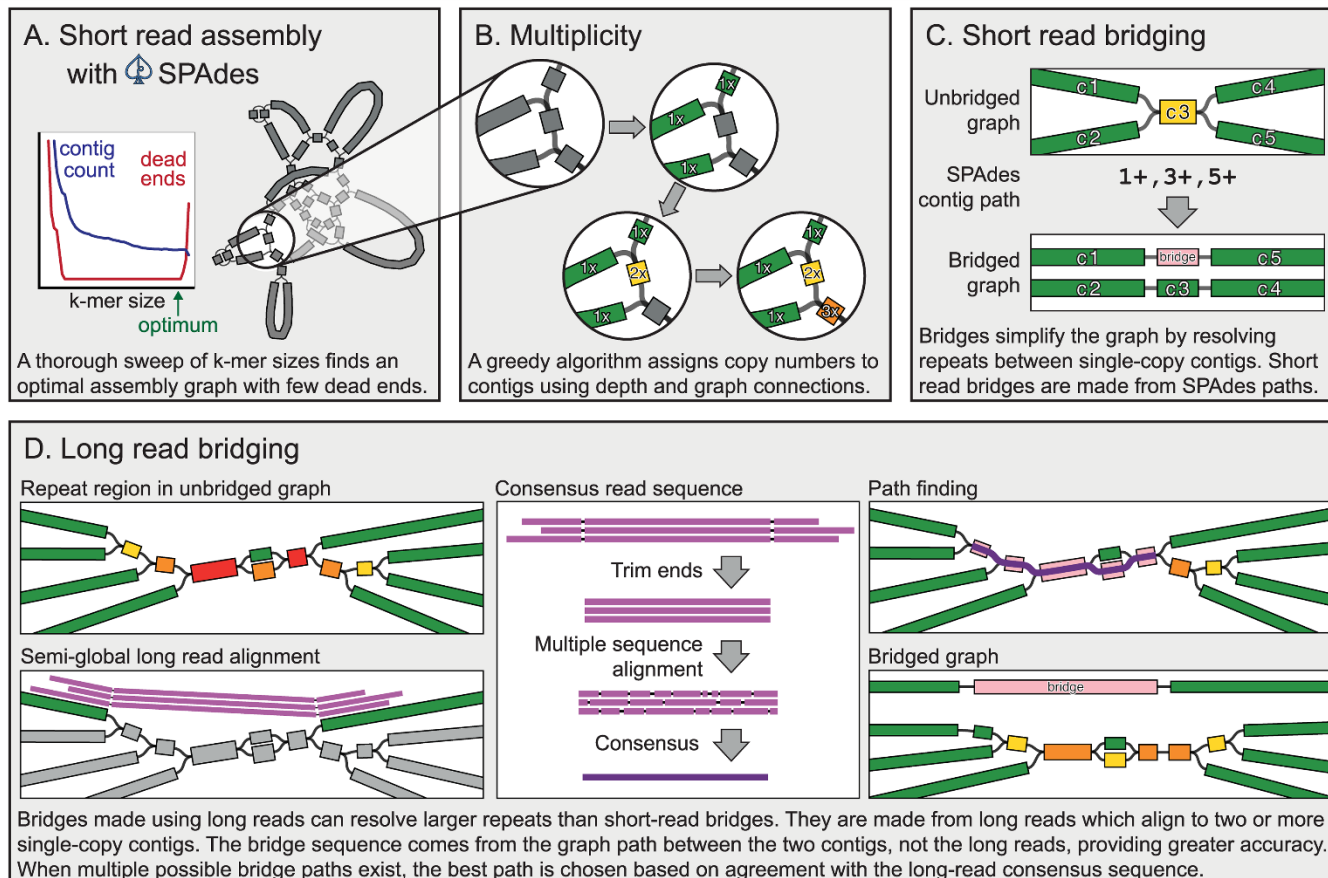 A. Short read assembly
with SPAdes
contig
count
dead
ends
k-mer size
optimum
A thorough sweep of k-mer sizes finds an
optimal assembly graph with few dead ends.
B. Multiplicity
1x
1x
1x
1x
1x
2x
1x
1x
1x
2x
1x
3x
A greedy algorithm assigns copy numbers to
contigs using depth and graph connections.
C. Short read bridging
Unbridged
graph
c1
c2
c3
c4
c5
SPAdes
contig path
1+,3+,5+
Bridged
graph
c1
bridge
c5
c2
c3
c4
Bridges simplify the graph by resolving
repeats between single-copy contigs. Short
read bridges are made from SPAdes paths.
D. Long read bridging
Repeat region in unbridged graph
Semi-global long read alignment
Consensus read sequence
Trim ends
Multiple sequence
alignment
Consensus
Path finding
Bridged graph
bridge
Bridges made using long reads can resolve larger repeats than short-read bridges. They are made from long reads which align to two or more
single-copy contigs. The bridge sequence comes from the graph path between the two contigs, not the long reads, providing greater accuracy.
When multiple possible bridge paths exist, the best path is chosen based on agreement with the long-read consensus sequence.